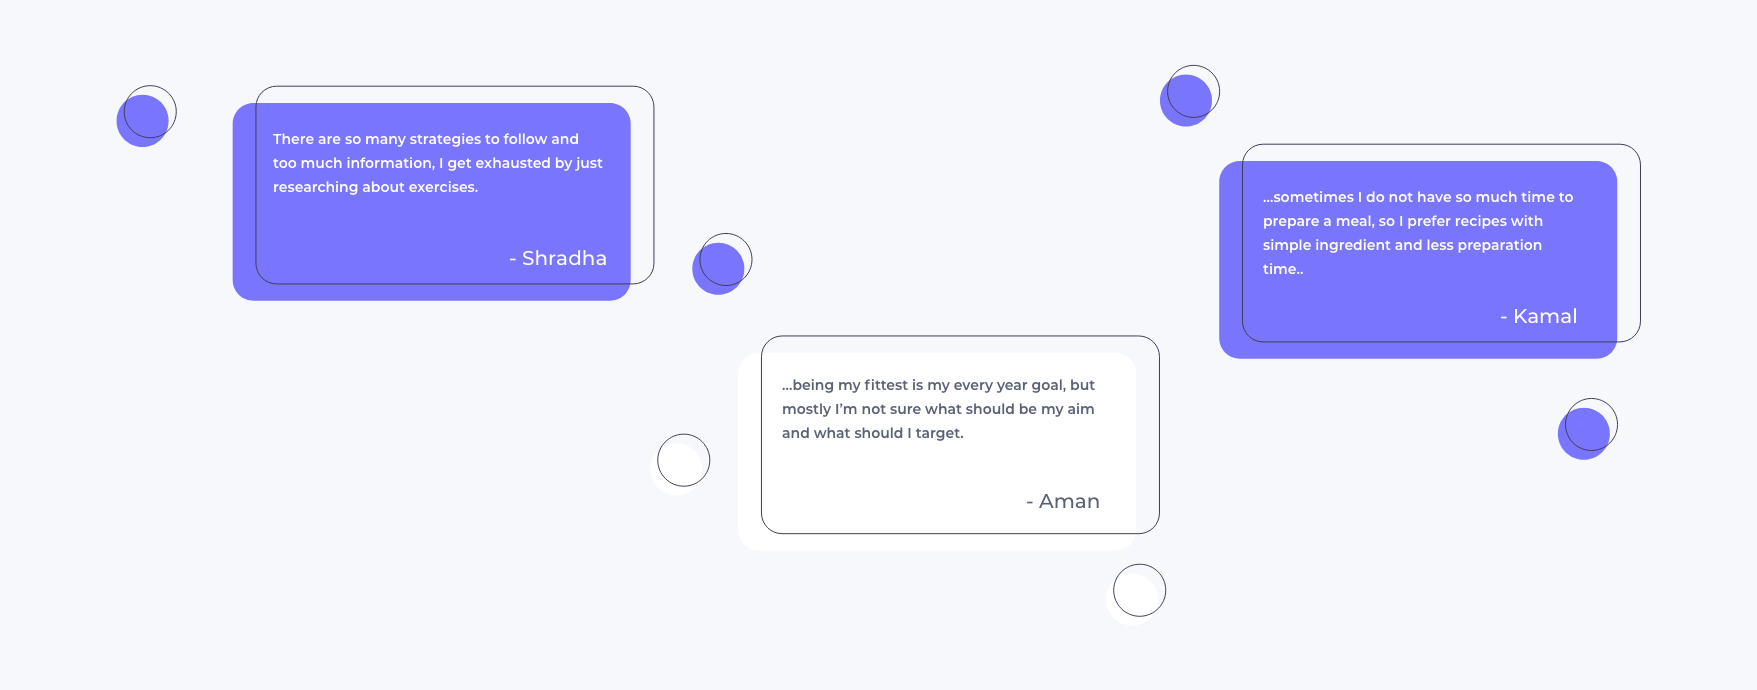 There are so many strategies to follow and
too much information, I get exhausted by just
researching about exercises.
- Shradha
...being my fittest is my every year goal, but
mostly I’m not sure what should be my aim
and what should I target.
- Aman
...sometimes I do not have so much time to
prepare a meal, so I prefer recipes with
simple ingredient and less preparation
time..
- Kamal